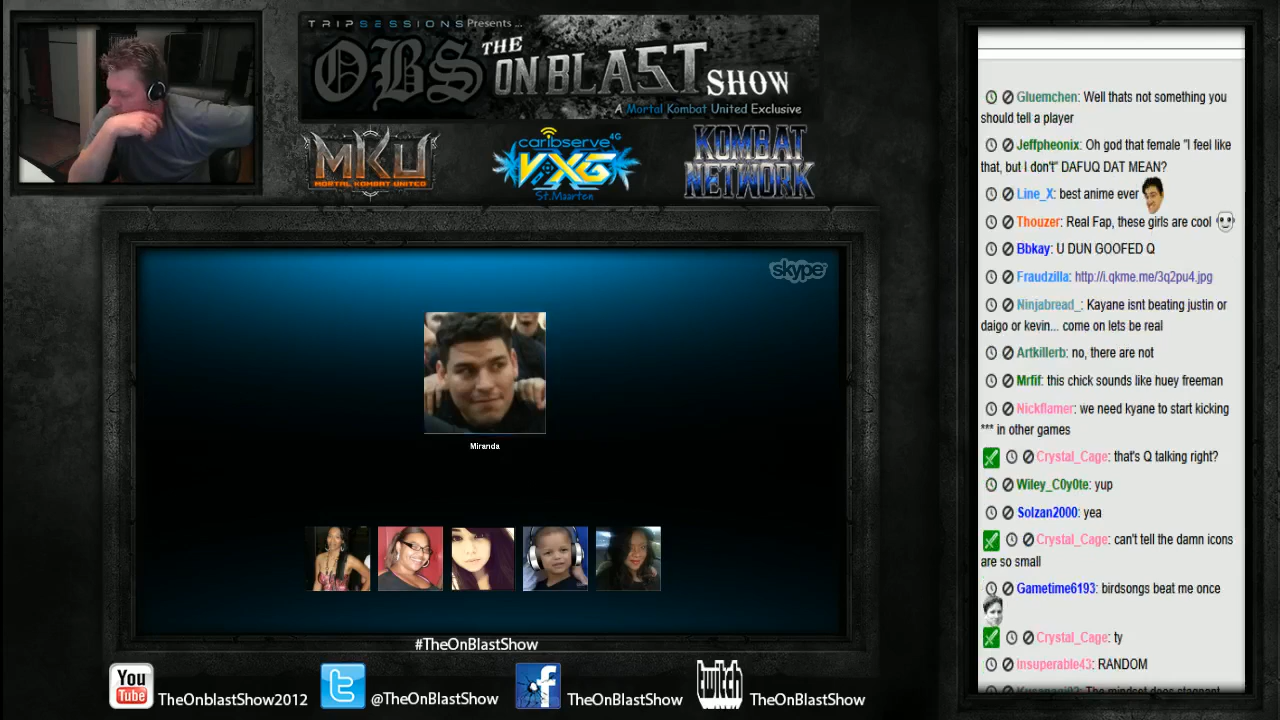 TRIPSESSIONS Presents ...
OBS THE ON BLAST SHOW
A Mortal Kombat United Exclusive
MKU
MORTAL KOMBAT UNITED
caribserve 4G
VXG
St.Maarten
KOMBAT
NETWORK
skype
Miranda
#TheOnBlastShow
You
Tube
TheOnblastShow2012
@TheOnBlastShow
TheOnBlastShow
twitch
TheOnBlastShow
Gluemchen: Well thats not something you
should tell a player
Jeffpheonix: Oh god that female "I feel like
that, but I don't" DAFUQ DAT MEAN?
Line_X: best anime ever
Thouzer: Real Fap, these girls are cool
Bbkay: U DUN GOOFED Q
Fraudzilla: http://i.qkme.me/3q2pu4.jpg
Ninjabread_: Kayane isnt beating justin or
daigo or kevin... come on lets be real
Artkillerb: no, there are not
Mrfif: this chick sounds like huey freeman
Nickflamer: we need kyane to start kicking
*** in other games
Crystal_Cage: that's Q talking right?
Wiley_C0y0te: yup
Solzan2000: yea
Crystal_Cage: can't tell the damn icons
are so small
Gametime6193: birdsongs beat me once
Crystal_Cage: ty
insuperable43: RANDOM
The mindset does stagnant